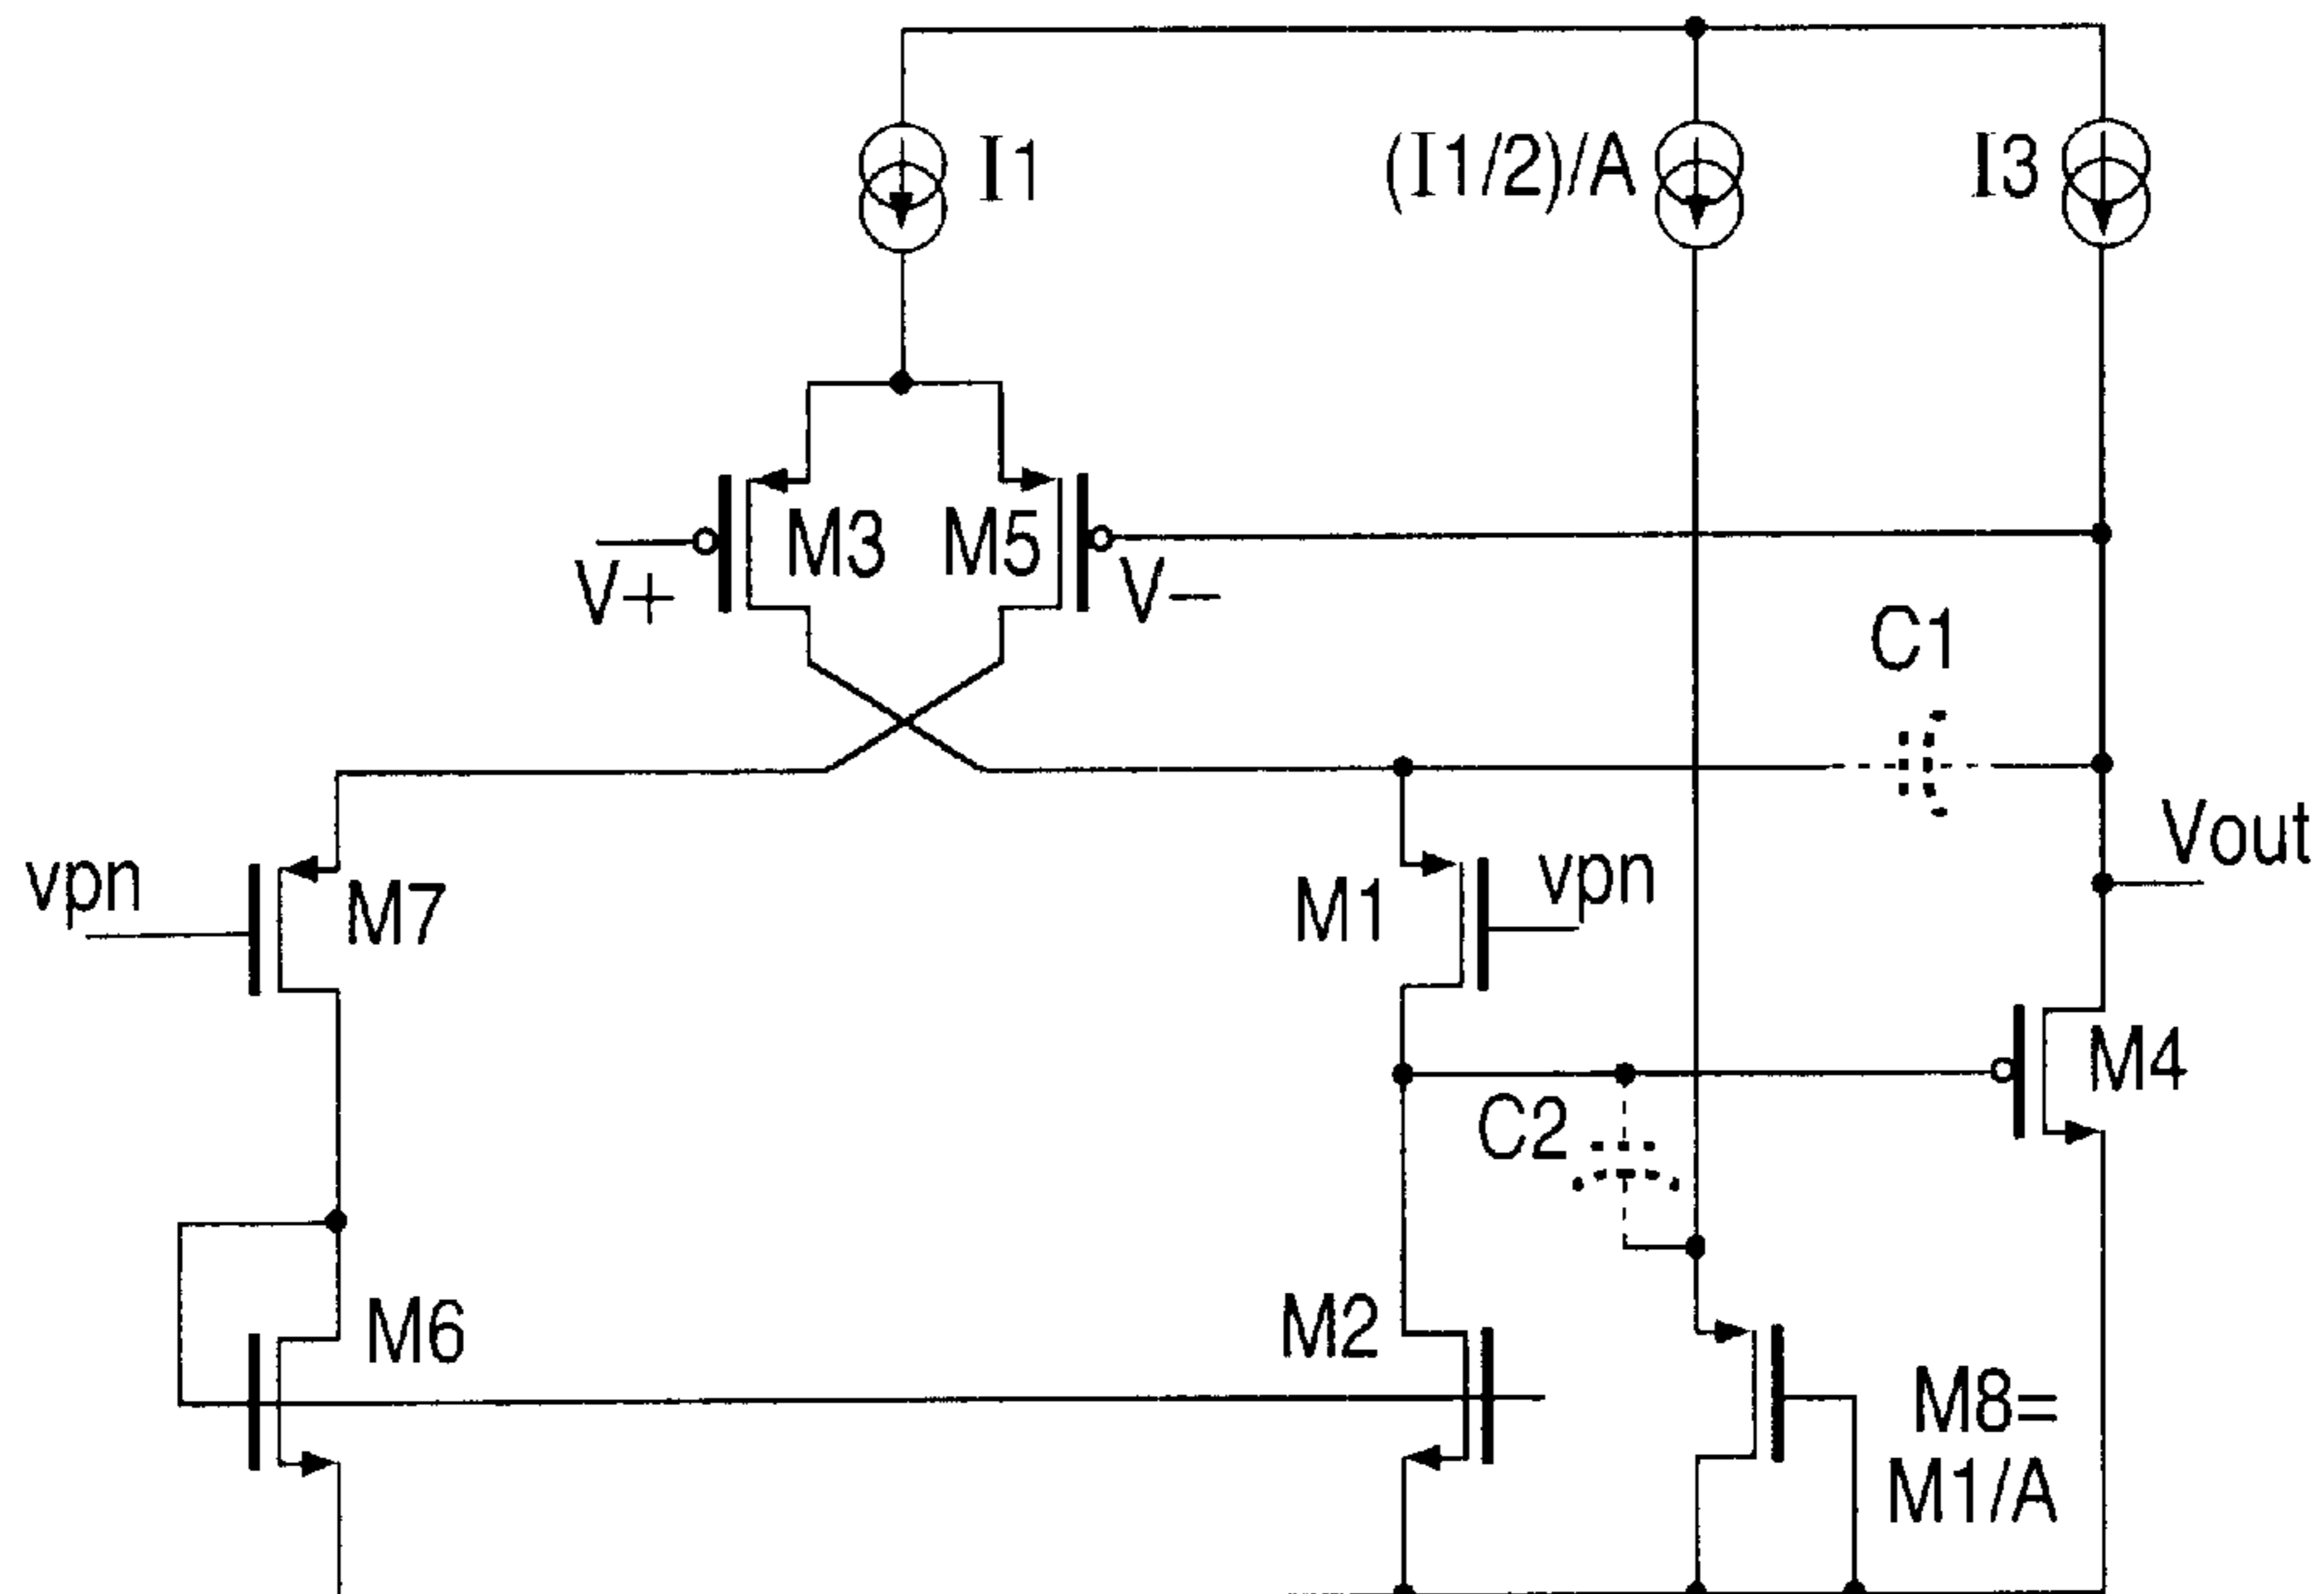 I1
(I1/2)/A
I3
M3
M5
V+
V−
C1
Vout
vpn
M7
M1
vpn
M4
C2
M6
M2
M8=
M1/A